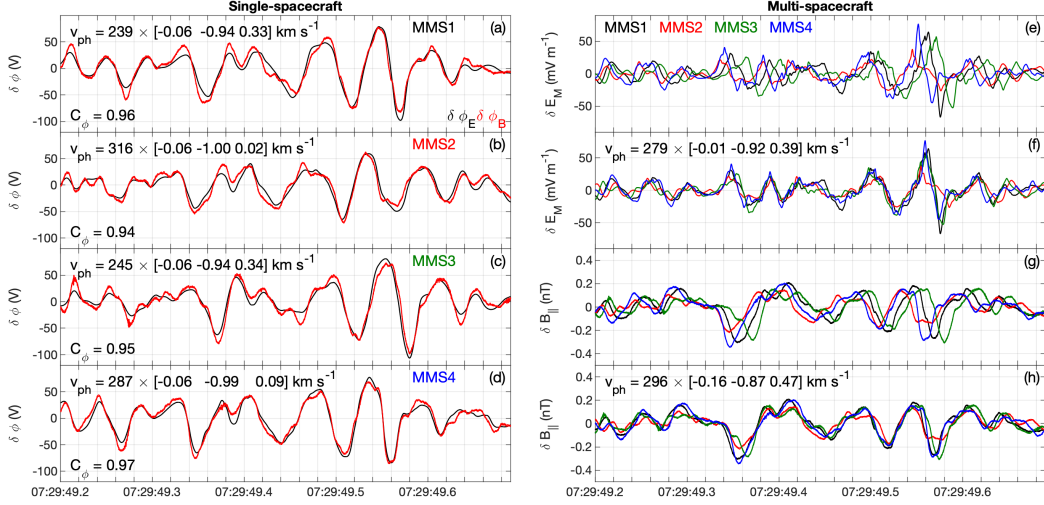 Single-spacecraft
v_ph = 239 × [-0.06 -0.94 0.33] km s⁻¹
MMS1
(a)
δ ϕ (V)
50
0
-50
-100
C_ϕ = 0.96
δ ϕ_E δ ϕ_B
v_ph = 316 × [-0.06 -1.00 0.02] km s⁻¹
MMS2
(b)
δ ϕ (V)
50
0
-50
-100
C_ϕ = 0.94
v_ph = 245 × [-0.06 -0.94 0.34] km s⁻¹
MMS3
(c)
δ ϕ (V)
50
0
-50
-100
C_ϕ = 0.95
v_ph = 287 × [-0.06 -0.99 0.09] km s⁻¹
MMS4
(d)
δ ϕ (V)
50
0
-50
-100
C_ϕ = 0.97
07:29:49.2 07:29:49.3 07:29:49.4 07:29:49.5 07:29:49.6
Multi-spacecraft
MMS1 MMS2 MMS3 MMS4
(e)
δ E_M (mV m⁻¹)
50
0
-50
v_ph = 279 × [-0.01 -0.92 0.39] km s⁻¹
(f)
δ E_M (mV m⁻¹)
50
0
-50
(g)
δ B_|| (nT)
0.4
0.2
0
-0.2
-0.4
v_ph = 296 × [-0.16 -0.87 0.47] km s⁻¹
(h)
δ B_|| (nT)
0.4
0.2
0
-0.2
-0.4
07:29:49.2 07:29:49.3 07:29:49.4 07:29:49.5 07:29:49.6